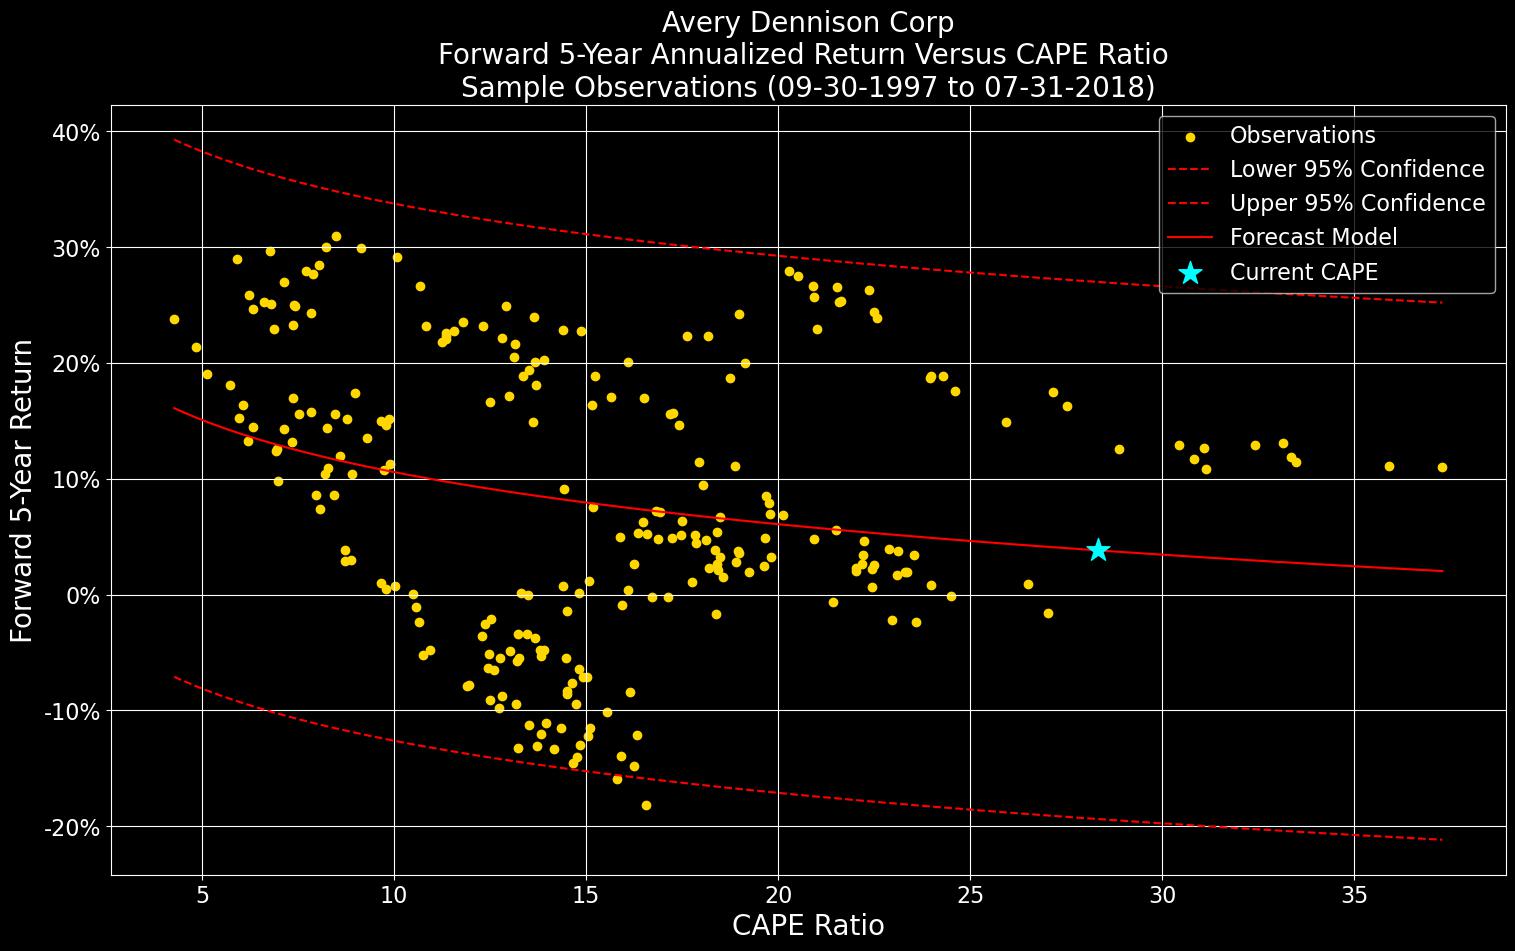 Avery Dennison Corp
Forward 5-Year Annualized Return Versus CAPE Ratio
Sample Observations (09-30-1997 to 07-31-2018)
Observations
Lower 95% Confidence
Upper 95% Confidence
Forecast Model
Current CAPE
Forward 5-Year Return
40%
30%
20%
10%
0%
-10%
-20%
5 10 15 20 25 30 35
CAPE Ratio